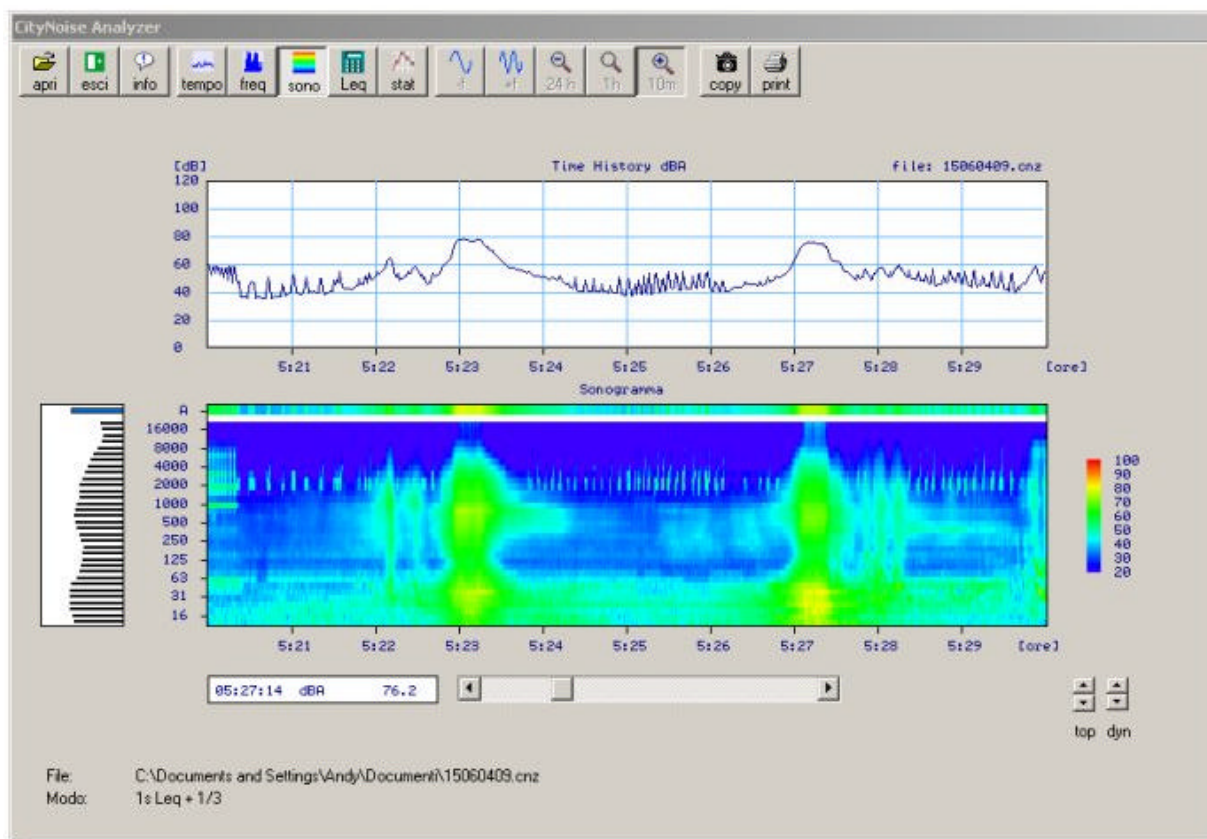 CityNoise Analyzer
apri esci info tempo freq sono Leq stat -f +f 24 h 1h 10m copy print
[dB] Time History dBA file: 15060409.cnz
120
100
80
60
40
20
0
5:21 5:22 5:23 5:24 5:25 5:26 5:27 5:28 5:29 [ore]
Sonogramma
A
16000
8000
4000
2000
1000
500
250
125
63
31
16
100
90
80
70
60
50
40
30
20
5:21 5:22 5:23 5:24 5:25 5:26 5:27 5:28 5:29 [ore]
05:27:14 dBA 76.2
top dyn
File: C:\Documents and Settings\Andy\Documenti\15060409.cnz
Modo: 1s Leq + 1/3